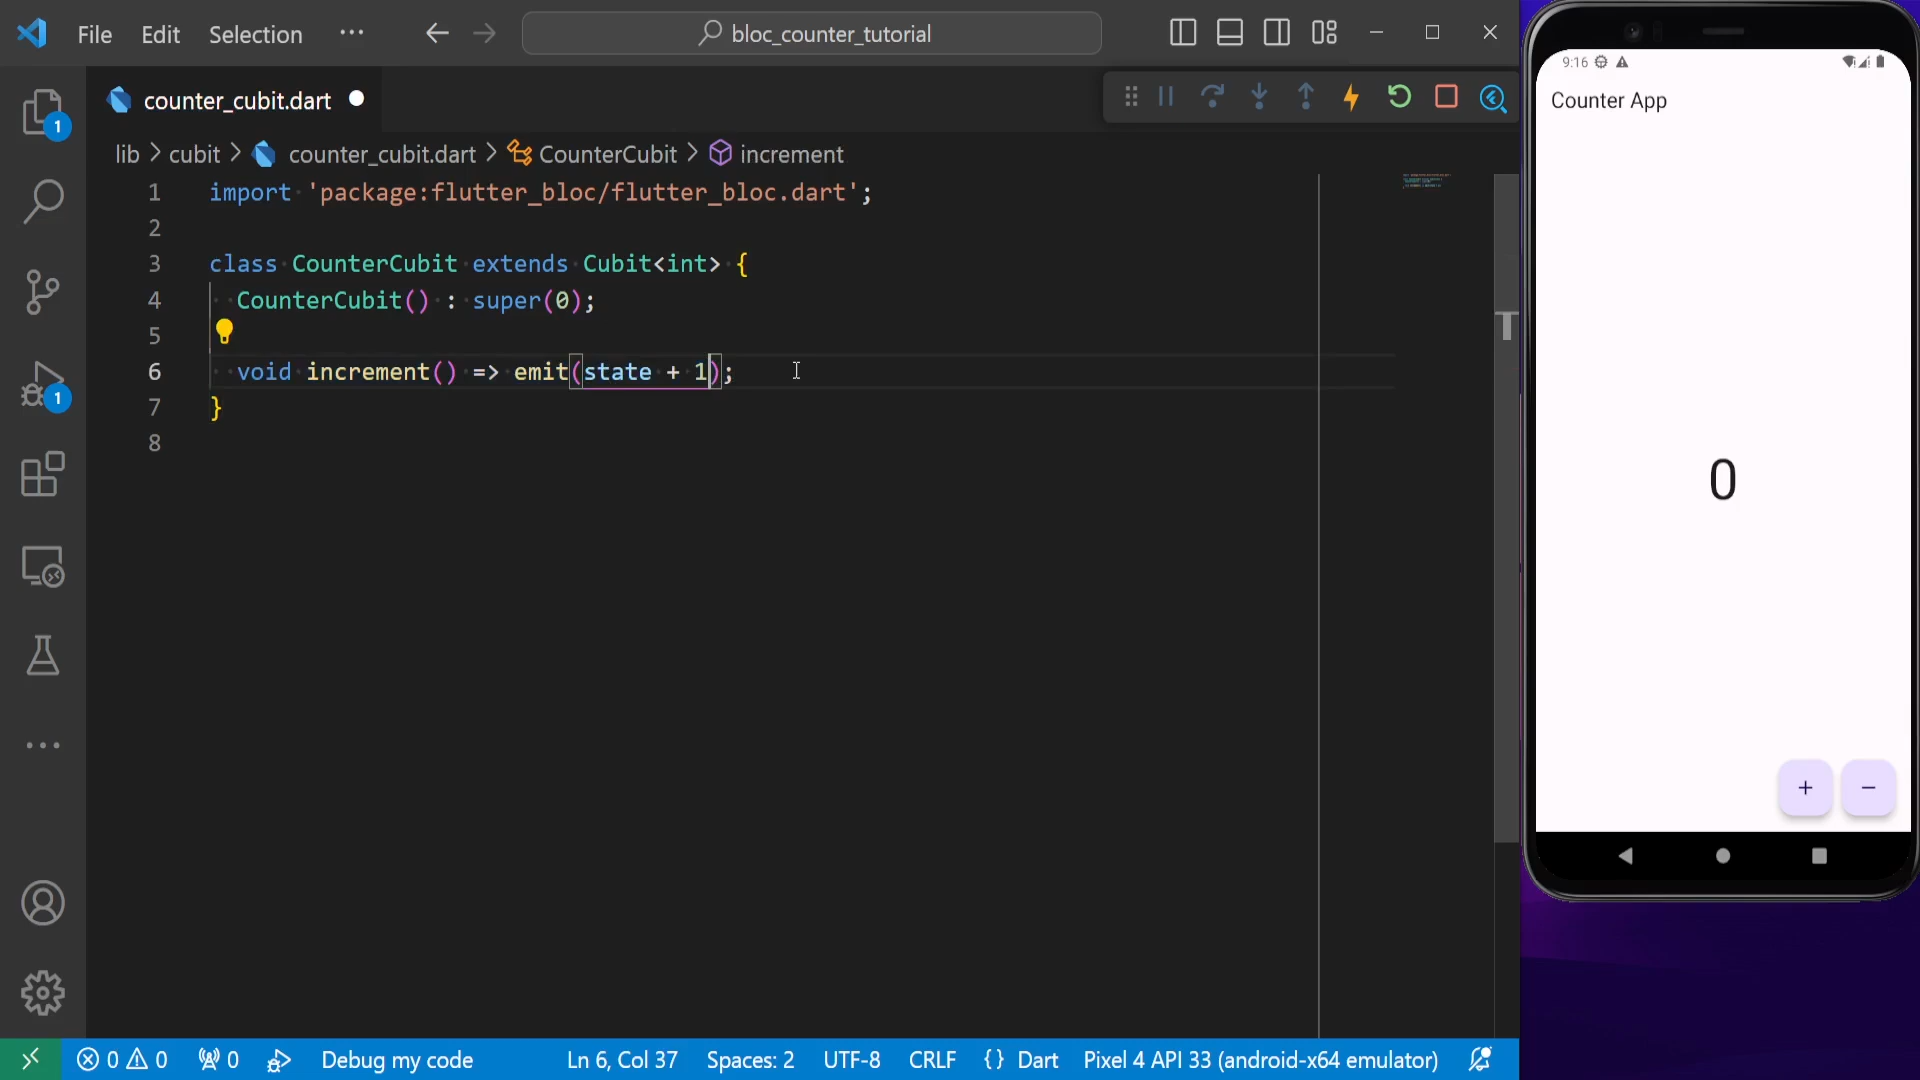 File Edit Selection ··· bloc_counter_tutorial
counter_cubit.dart
1
lib > cubit > counter_cubit.dart > CounterCubit > increment
1 import 'package:flutter_bloc/flutter_bloc.dart';
2
3 class CounterCubit extends Cubit<int> {
4 CounterCubit() : super(0);
5
6 void increment() => emit(state + 1);
7 }
8
1
0 0 0 Debug my code Ln 6, Col 37 Spaces: 2 UTF-8 CRLF {} Dart Pixel 4 API 33 (android-x64 emulator)
9:16
Counter App
0
+ −